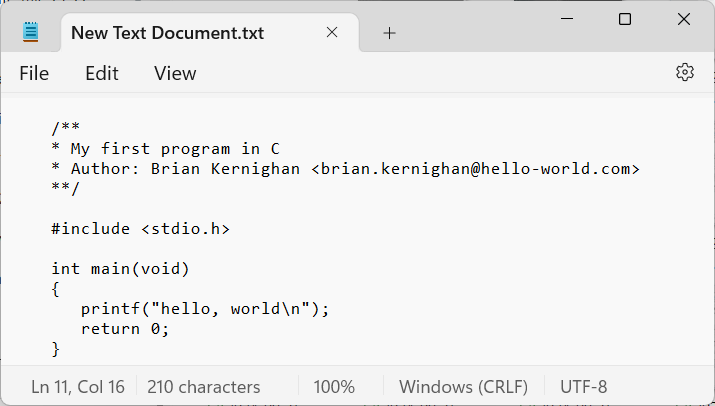 New Text Document.txt
File Edit View
/**
* My first program in C
* Author: Brian Kernighan <brian.kernighan@hello-world.com>
**/
#include <stdio.h>
int main(void)
{
printf("hello, world\n");
return 0;
}
Ln 11, Col 16 210 characters 100% Windows (CRLF) UTF-8